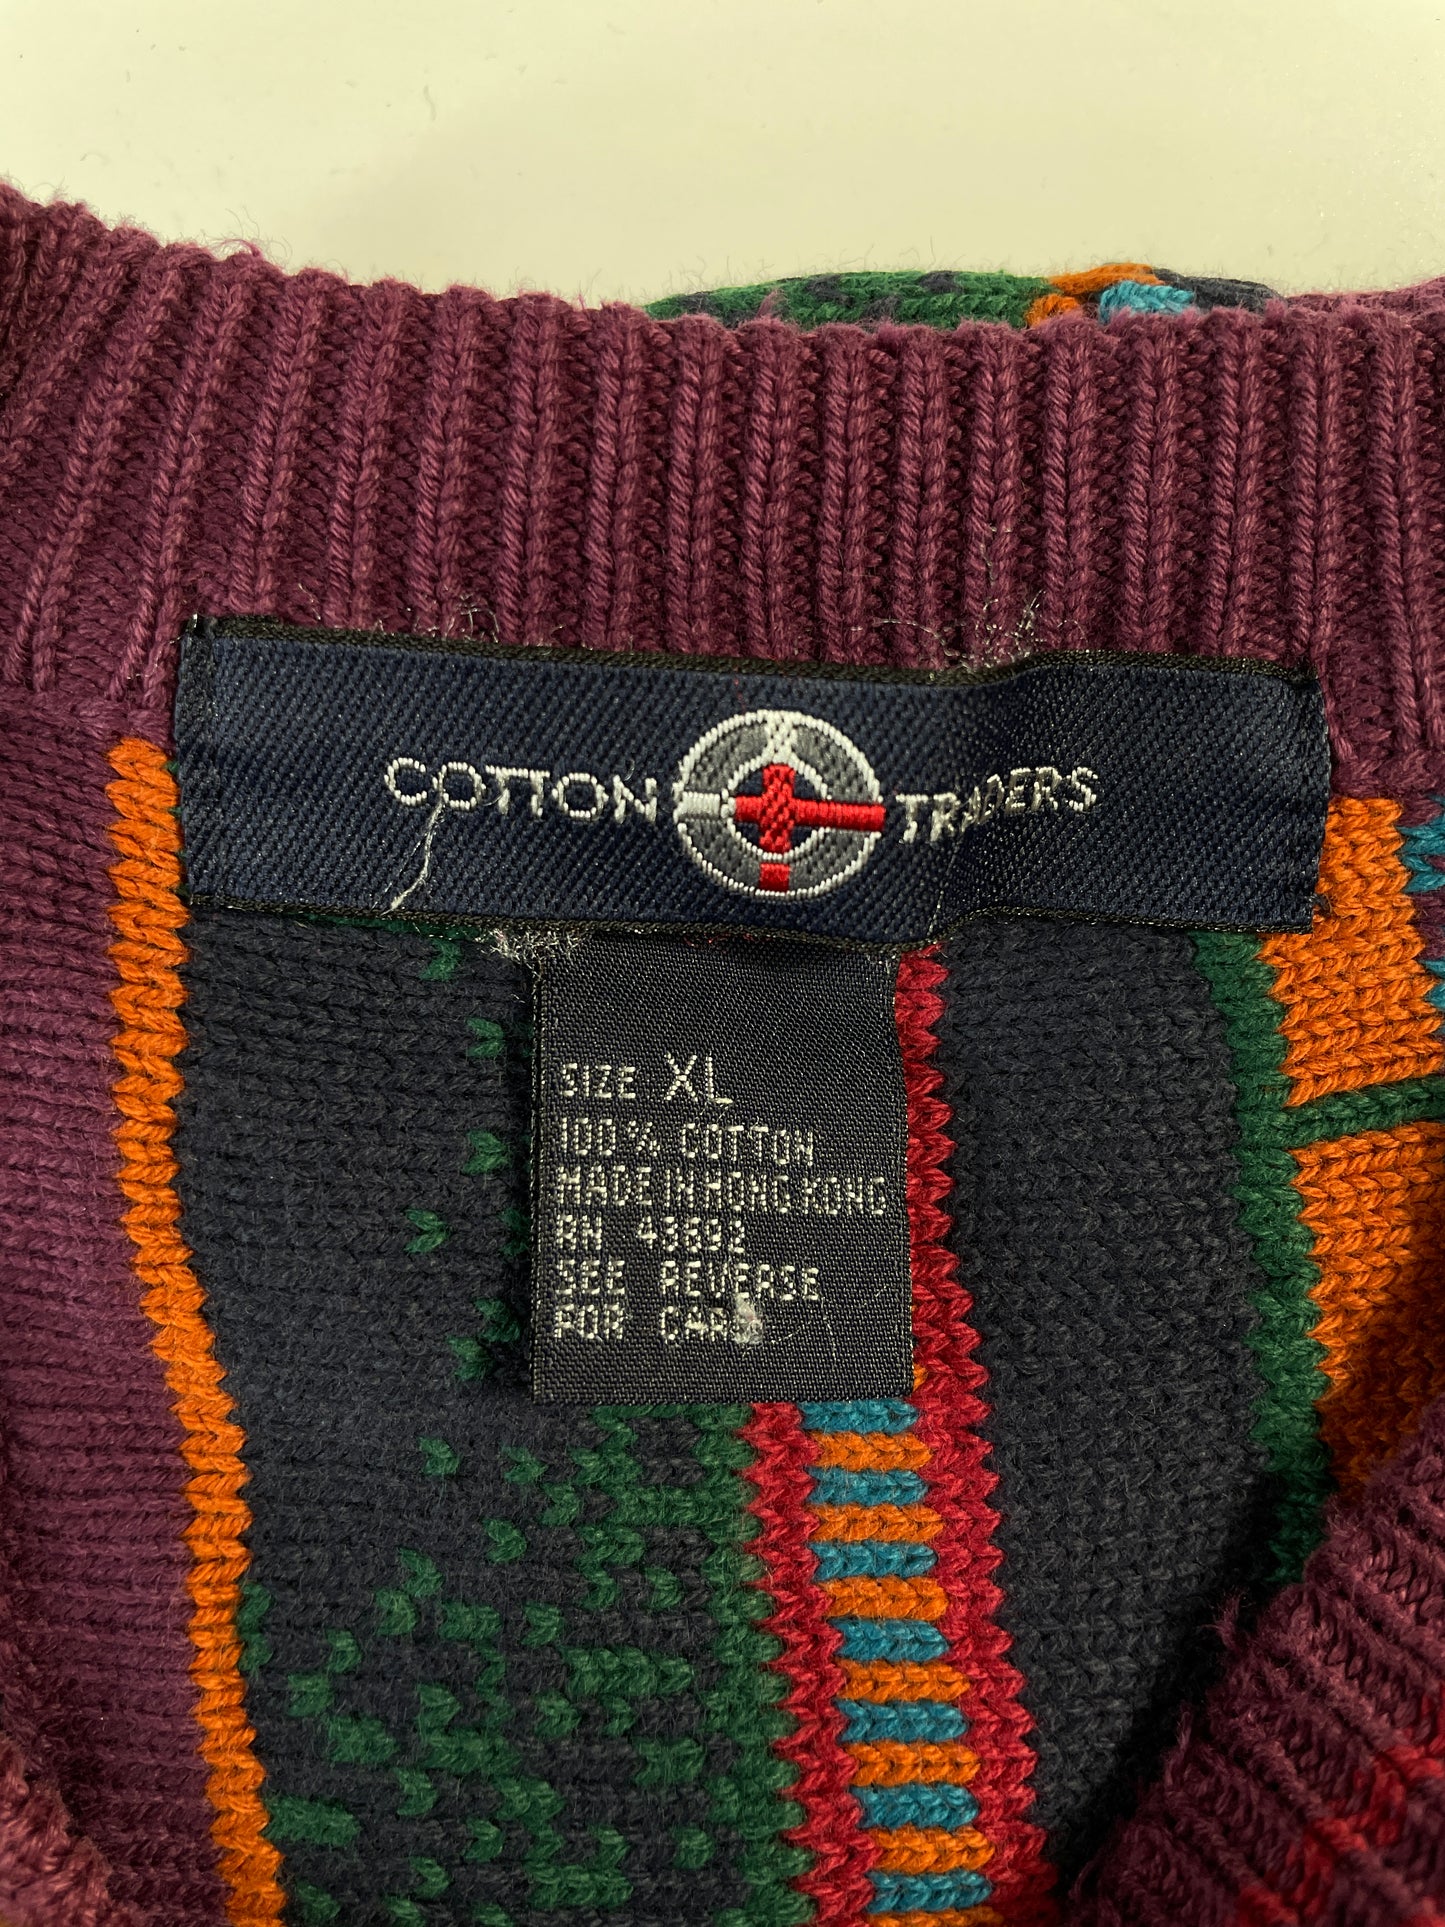 COTTON TRADERS
SIZE XL
100% COTTON
MADE IN HONG KONG
RN 43692
SEE REVERSE
FOR CARE